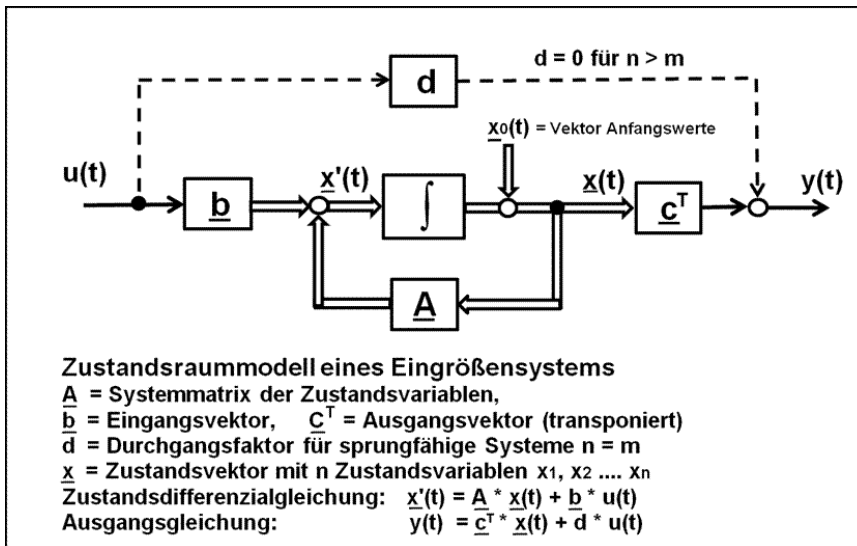 d
d = 0 für n > m
x₀(t) = Vektor Anfangswerte
u(t)
b
x'(t)
∫
x(t)
cᵀ
y(t)
A
Zustandsraummodell eines Eingrößensystems
A = Systemmatrix der Zustandsvariablen,
b = Eingangsvektor, Cᵀ = Ausgangsvektor (transponiert)
d = Durchgangsfaktor für sprungfähige Systeme n = m
x = Zustandsvektor mit n Zustandsvariablen x₁, x₂ .... xₙ
Zustandsdifferenzialgleichung: x'(t) = A * x(t) + b * u(t)
Ausgangsgleichung: y(t) = cᵀ * x(t) + d * u(t)